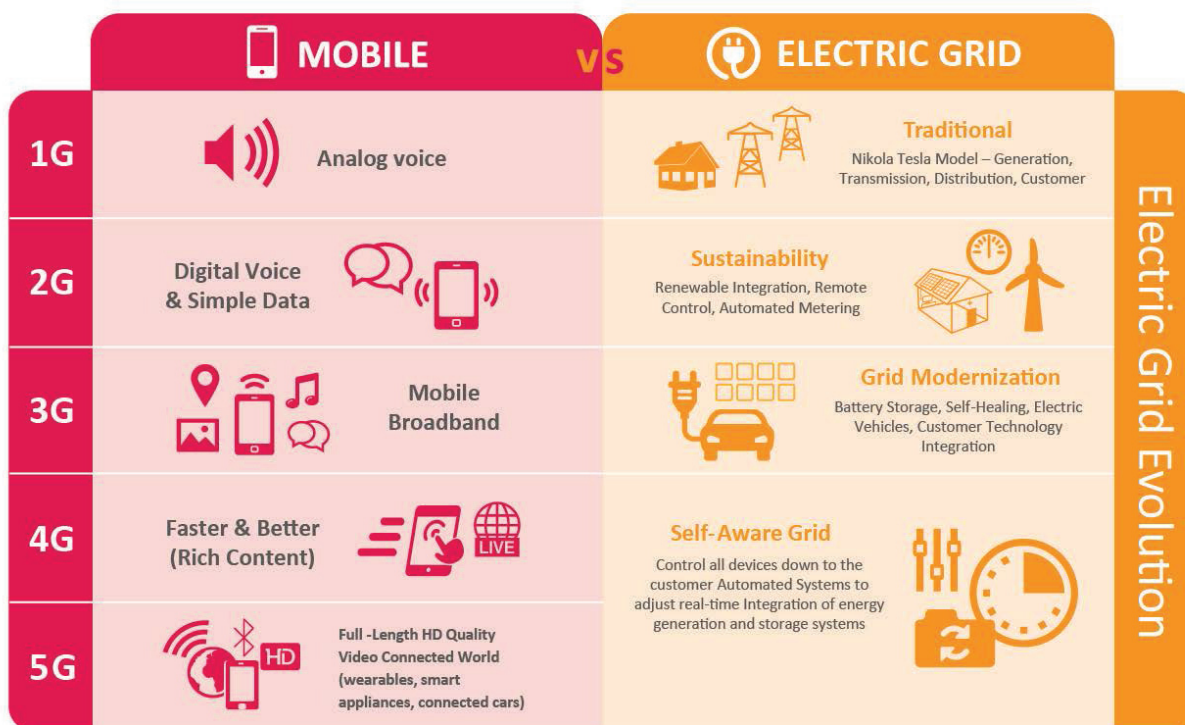 MOBILE
vs
ELECTRIC GRID
1G
Analog voice
Traditional
Nikola Tesla Model – Generation,
Transmission, Distribution, Customer
2G
Digital Voice
& Simple Data
Sustainability
Renewable Integration, Remote
Control, Automated Metering
3G
Mobile
Broadband
Grid Modernization
Battery Storage, Self-Healing, Electric
Vehicles, Customer Technology
Integration
4G
Faster & Better
(Rich Content)
LIVE
Self-Aware Grid
Control all devices down to the
customer Automated Systems to
adjust real-time Integration of energy
generation and storage systems
5G
HD
Full -Length HD Quality
Video Connected World
(wearables, smart
appliances, connected cars)
Electric Grid Evolution